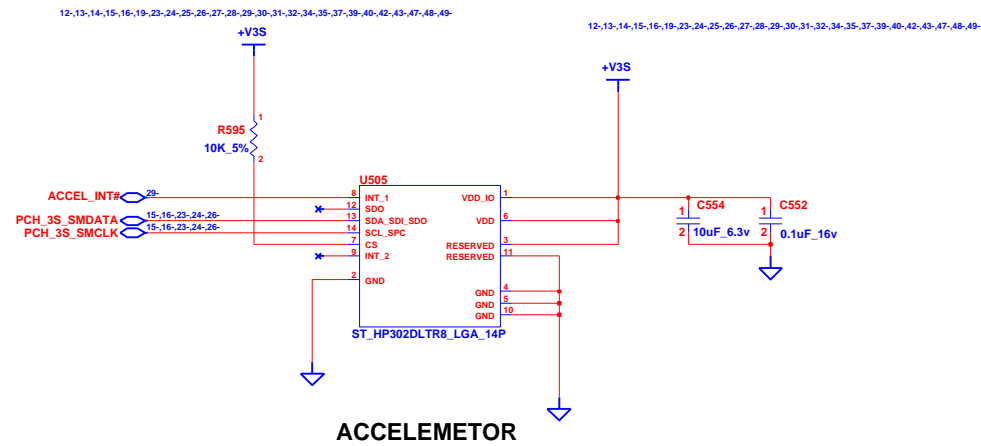 12-,13-,14-,15-,16-,19-,23-,24-,25-,26-,27-,28-,29-,30-,31-,32-,34-,35-,37-,39-,40-,42-,43-,47-,48-,49-
12-,13-,14-,15-,16-,19-,23-,24-,25-,26-,27-,28-,29-,30-,31-,32-,34-,35-,37-,39-,40-,42-,43-,47-,48-,49-
+V3S
+V3S
1
R595
10K_5%
2
U505
ACCEL_INT# 29- 8 INT_1 VDD_IO 1
12 SDO
PCH_3S_SMDATA 15-,16-,23-,24-,26- 13 SDA_SDI_SDO VDD 6
PCH_3S_SMCLK 15-,16-,23-,24-,26- 14 SCL_SPC
7 CS RESERVED 3
9 INT_2 RESERVED 11
2 GND
GND 4
GND 5
GND 10
ST_HP302DLTR8_LGA_14P
1 C554
2 10uF_6.3v
1 C552
2 0.1uF_16v
ACCELEMETOR